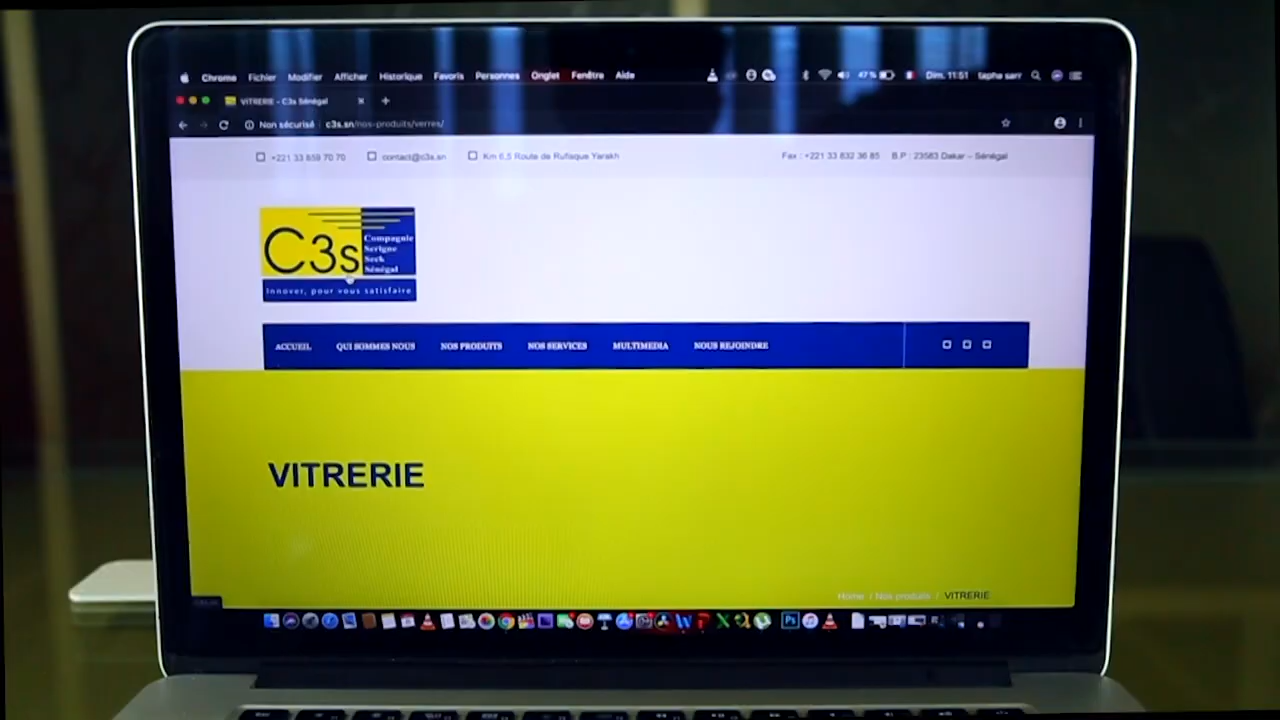 Chrome Fichier Modifier Afficher Historique Favoris Personnes Onglet Fenêtre Aide 47 % Dim. 11:51 tapha sarr
VITRERIE - C3s Sénégal
Non sécurisé c3s.sn/nos-produits/verres/
+221 33 859 70 70 contact@c3s.sn Km 6,5 Route de Rufisque Yarakh Fax : +221 33 832 36 85 B.P : 23583 Dakar – Sénégal
C3s
Compagnie
Serigne
Seck
Sénégal
Innover, pour vous satisfaire
ACCUEIL QUI SOMMES NOUS NOS PRODUITS NOS SERVICES MULTIMEDIA NOUS REJOINDRE
VITRERIE
Home / Nos produits / VITRERIE
Ps